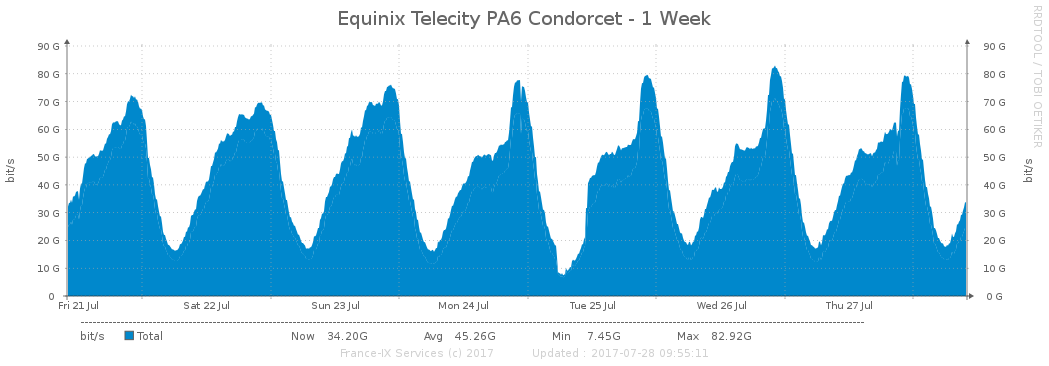 Equinix Telecity PA6 Condorcet - 1 Week
RRDTOOL / TOBI OETIKER
90 G 90 G
80 G 80 G
70 G 70 G
60 G 60 G
50 G 50 G
40 G 40 G
30 G 30 G
20 G 20 G
10 G 10 G
0 0 G
bit/s
bit/s
Fri 21 Jul Sat 22 Jul Sun 23 Jul Mon 24 Jul Tue 25 Jul Wed 26 Jul Thu 27 Jul
bit/s Total Now 34.20G Avg 45.26G Min 7.45G Max 82.92G
France-IX Services (c) 2017 Updated : 2017-07-28 09:55:11